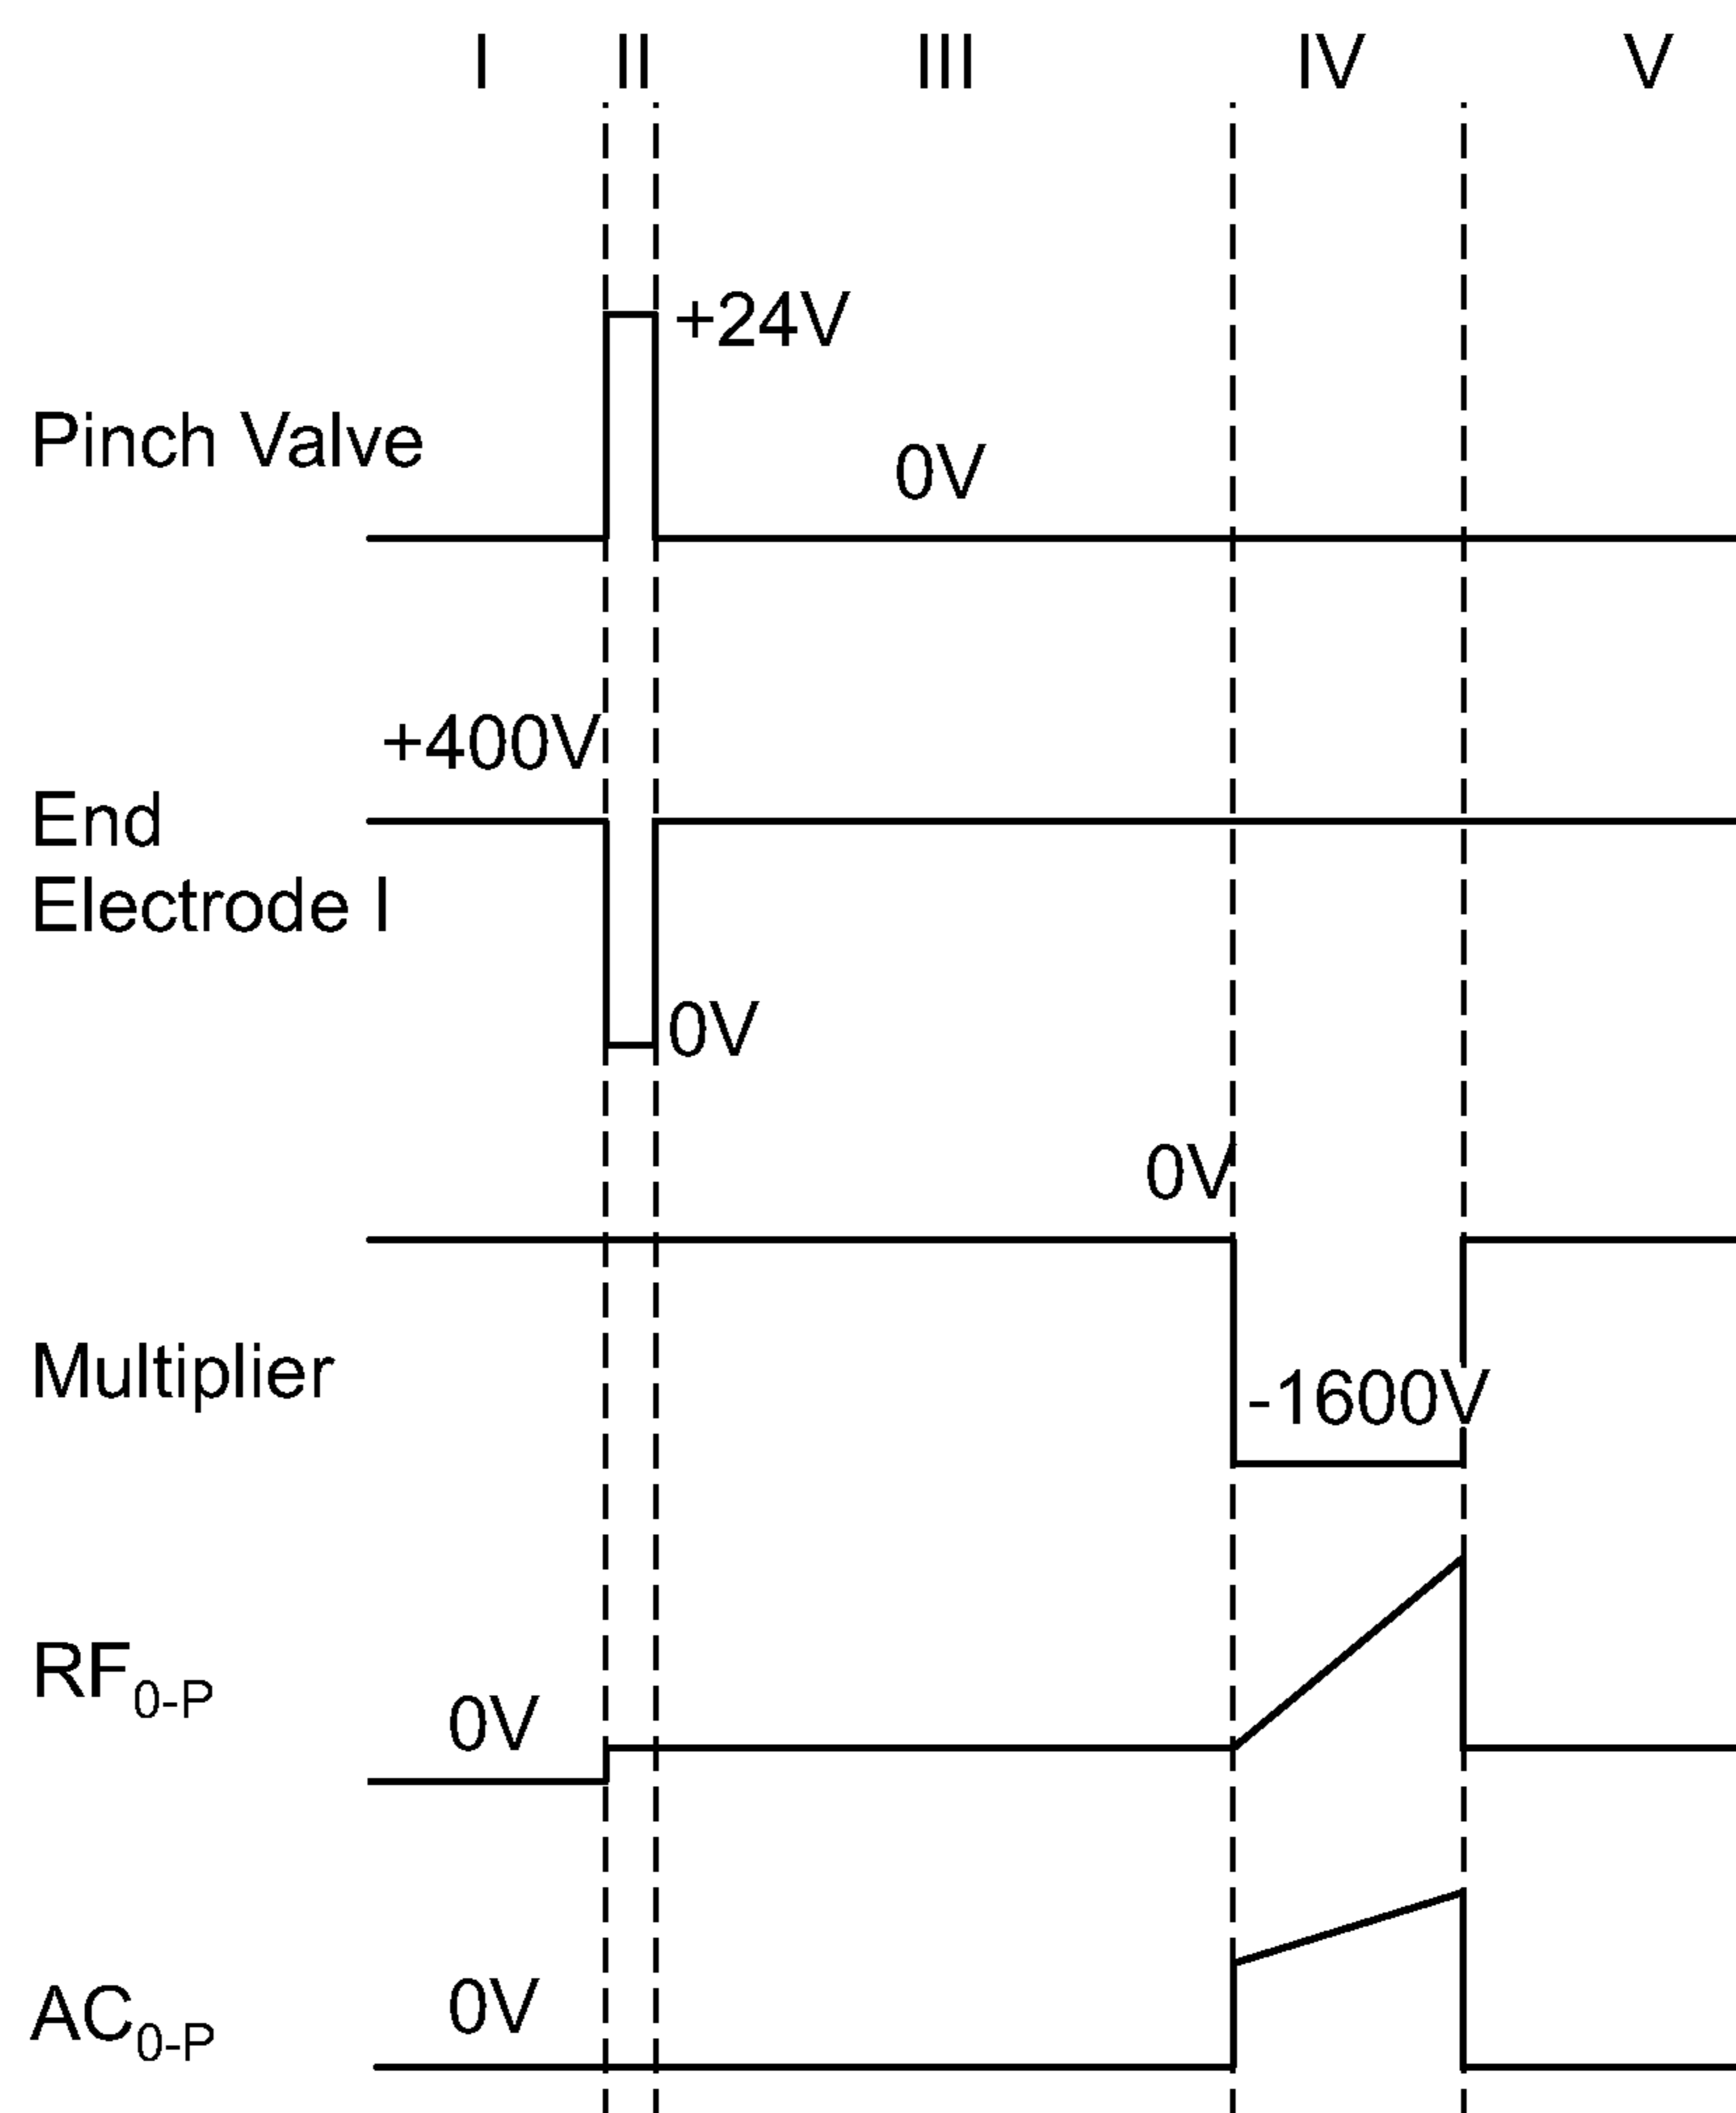 I II III IV V
+24V
Pinch Valve
0V
+400V
End
Electrode I
0V
0V
Multiplier
-1600V
RF0-P
0V
AC0-P
0V